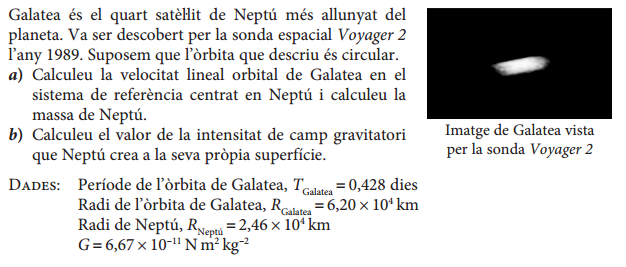 Galatea és el quart satèl·lit de Neptú més allunyat del
planeta. Va ser descobert per la sonda espacial Voyager 2
l’any 1989. Suposem que l’òrbita que descriu és circular.
a) Calculeu la velocitat lineal orbital de Galatea en el
sistema de referència centrat en Neptú i calculeu la
massa de Neptú.
b) Calculeu el valor de la intensitat de camp gravitatori
que Neptú crea a la seva pròpia superfície.
Imatge de Galatea vista
per la sonda Voyager 2
DADES: Període de l’òrbita de Galatea, T_Galatea = 0,428 dies
Radi de l’òrbita de Galatea, R_Galatea = 6,20 × 10⁴ km
Radi de Neptú, R_Neptú = 2,46 × 10⁴ km
G = 6,67 × 10⁻¹¹ N m² kg⁻²